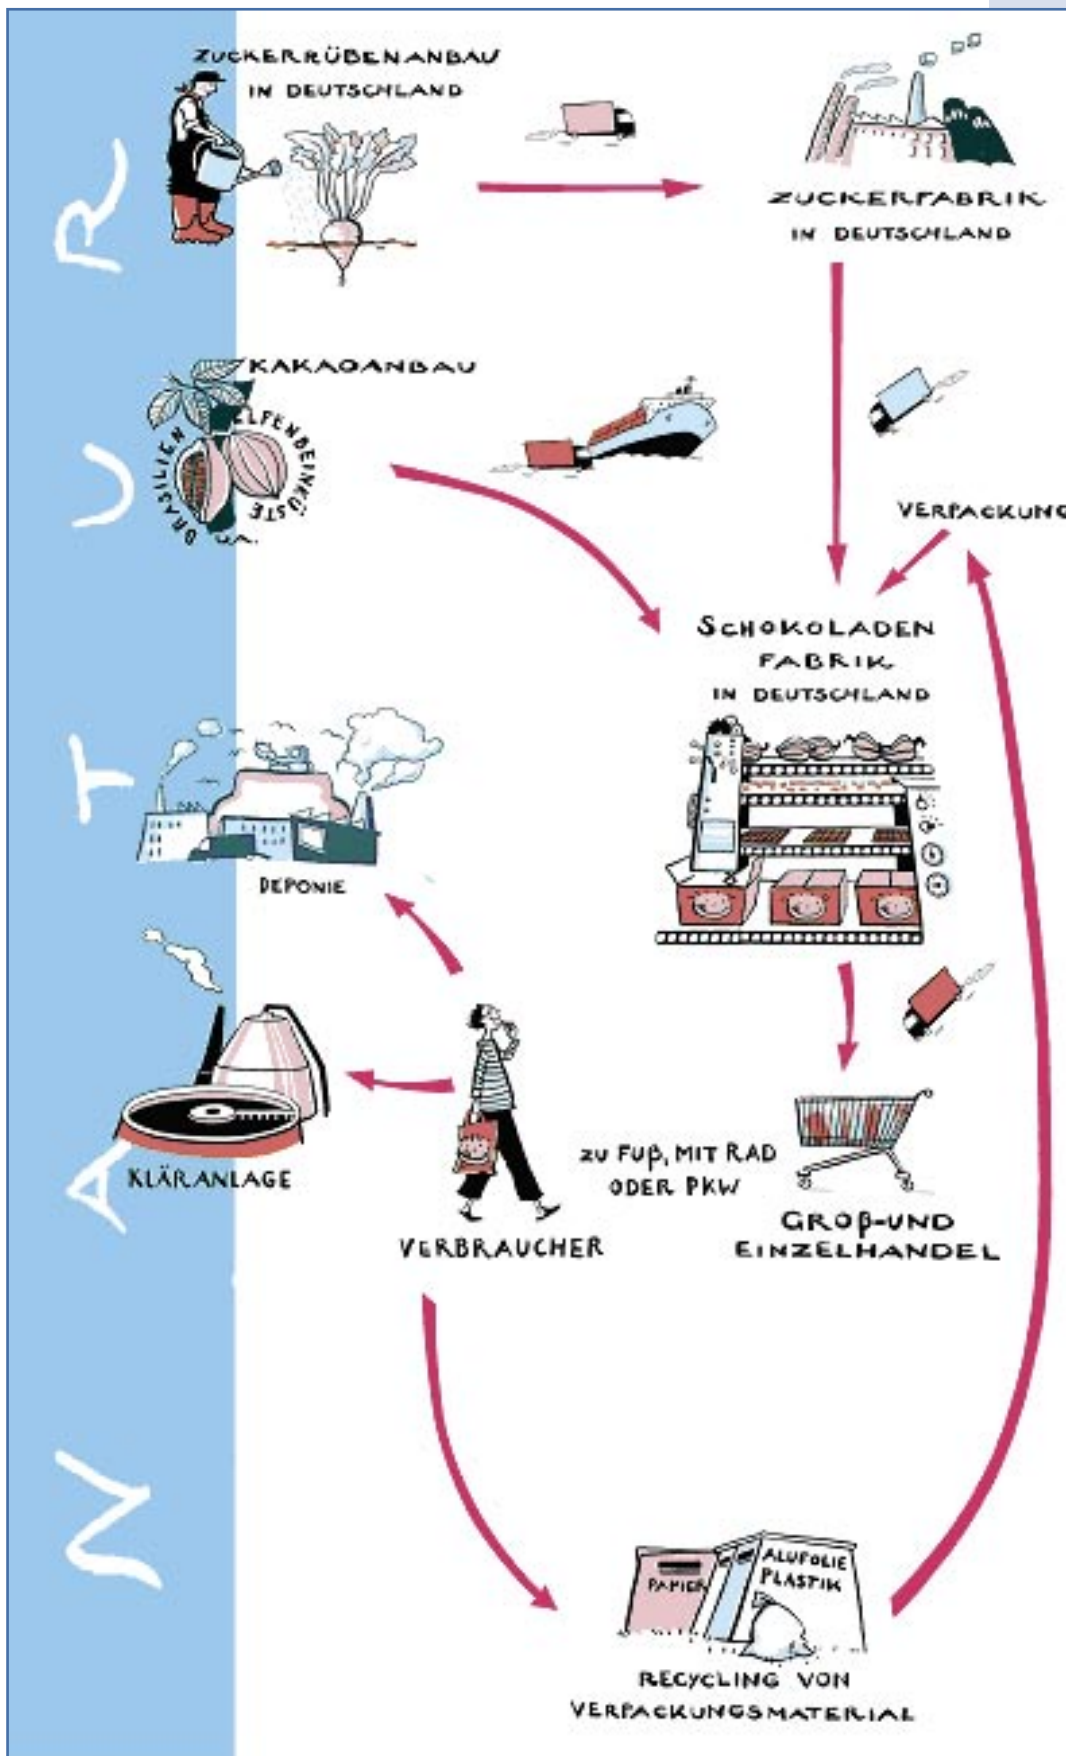 ZUCKERRÜBENANBAU
IN DEUTSCHLAND
ZUCKERFABRIK
IN DEUTSCHLAND
KAKAOANBAU
BRASILIEN
ELFENBEINKÜSTE
U.A.
VERPACKUNG
SCHOKOLADEN
FABRIK
IN DEUTSCHLAND
DEPONIE
KLÄRANLAGE
VERBRAUCHER
ZU FUß, MIT RAD
ODER PKW
GROß-UND
EINZELHANDEL
PAPIER
ALUFOLIE
PLASTIK
RECYCLING VON
VERPACKUNGSMATERIAL
NATUR